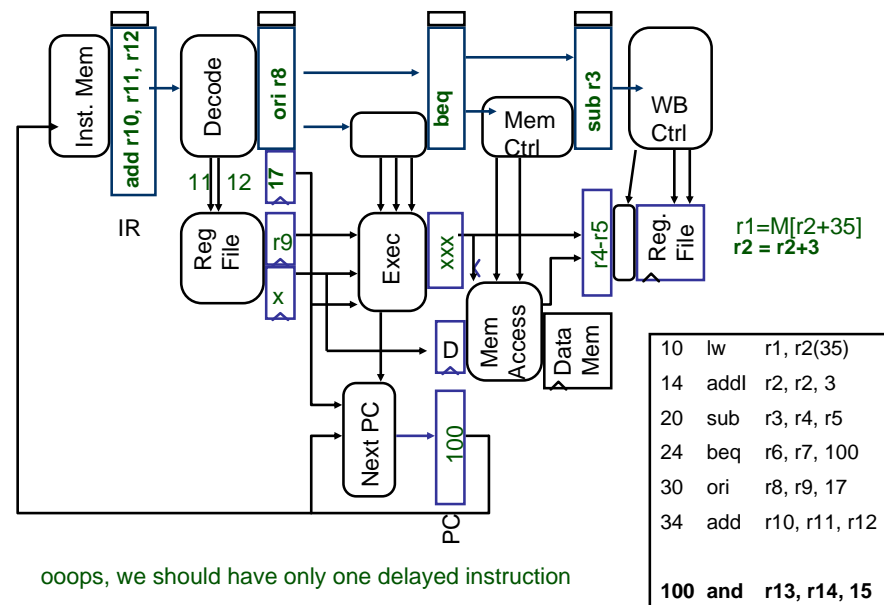 Inst. Mem
add r10, r11, r12
IR
Decode
11 12
ori r8
17
Reg
File
r9
x
Exec
beq
xxx
D
Mem
Ctrl
Mem
Access
Data
Mem
sub r3
r4-r5
WB
Ctrl
Reg.
File
r1=M[r2+35]
r2 = r2+3
Next PC
100
PC
10 lw r1, r2(35)
14 addI r2, r2, 3
20 sub r3, r4, r5
24 beq r6, r7, 100
30 ori r8, r9, 17
34 add r10, r11, r12
100 and r13, r14, 15
ooops, we should have only one delayed instruction